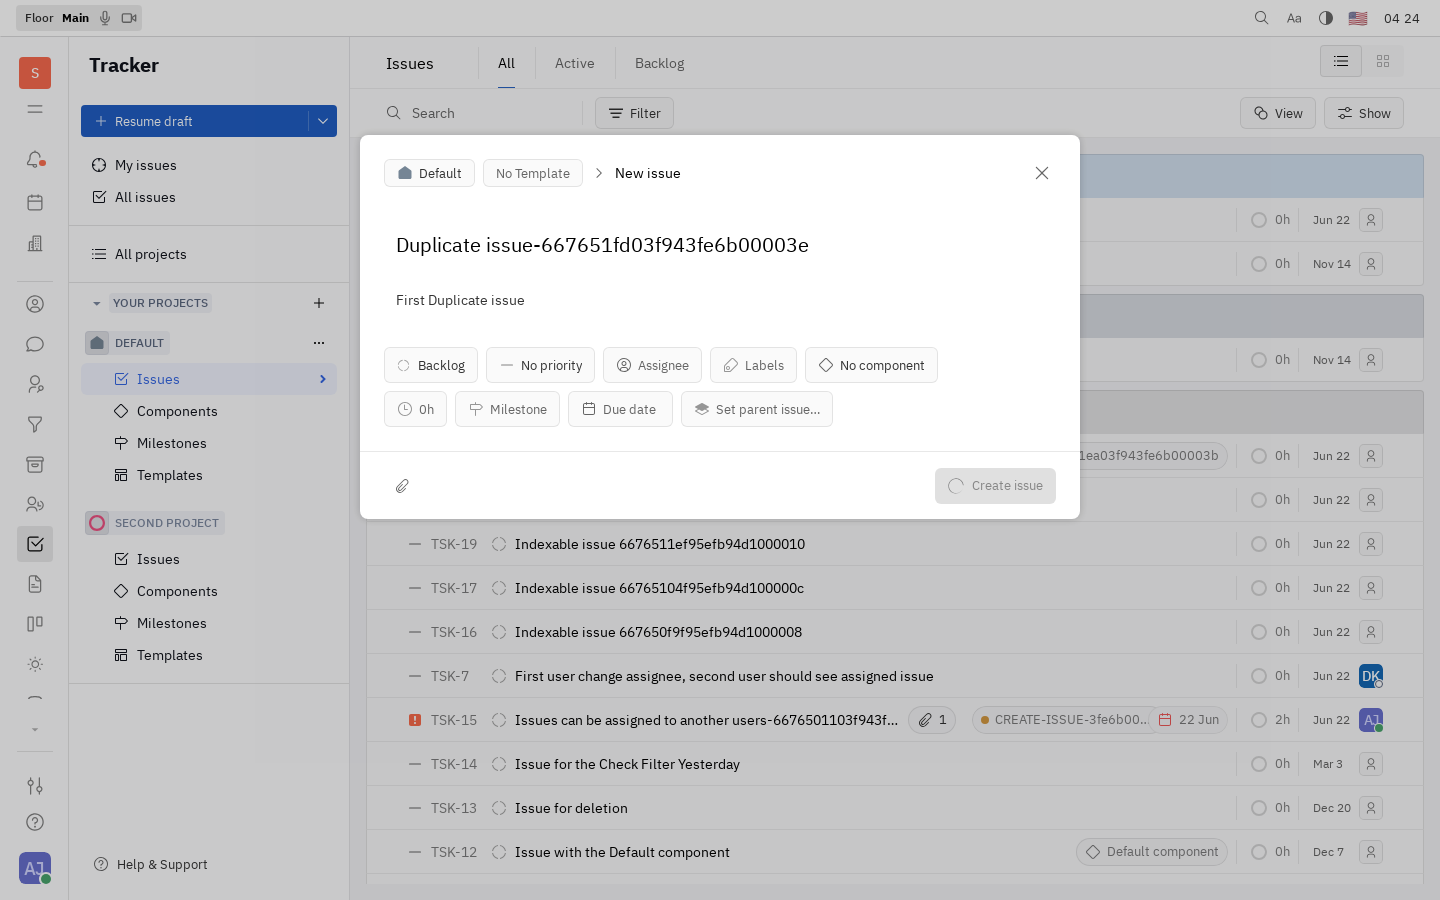 Floor Main
Aa
04 24
S
Tracker
Issues
All
Active
Backlog
Resume draft
Search
Filter
View
Show
My issues
All issues
All projects
YOUR PROJECTS
DEFAULT
Issues
Components
Milestones
Templates
SECOND PROJECT
Issues
Components
Milestones
Templates
Help & Support
AJ
Default
No Template
New issue
Duplicate issue-667651fd03f943fe6b00003e
First Duplicate issue
Backlog
No priority
Assignee
Labels
No component
0h
Milestone
Due date
Set parent issue...
Create issue
0h Jun 22
0h Nov 14
0h Nov 14
1ea03f943fe6b00003b 0h Jun 22
0h Jun 22
TSK-19 Indexable issue 6676511ef95efb94d1000010 0h Jun 22
TSK-17 Indexable issue 66765104f95efb94d100000c 0h Jun 22
TSK-16 Indexable issue 667650f9f95efb94d1000008 0h Jun 22
TSK-7 First user change assignee, second user should see assigned issue 0h Jun 22 DK
TSK-15 Issues can be assigned to another users-6676501103f943f... 1 CREATE-ISSUE-3fe6b00... 22 Jun 2h Jun 22 AJ
TSK-14 Issue for the Check Filter Yesterday 0h Mar 3
TSK-13 Issue for deletion 0h Dec 20
TSK-12 Issue with the Default component Default component 0h Dec 7